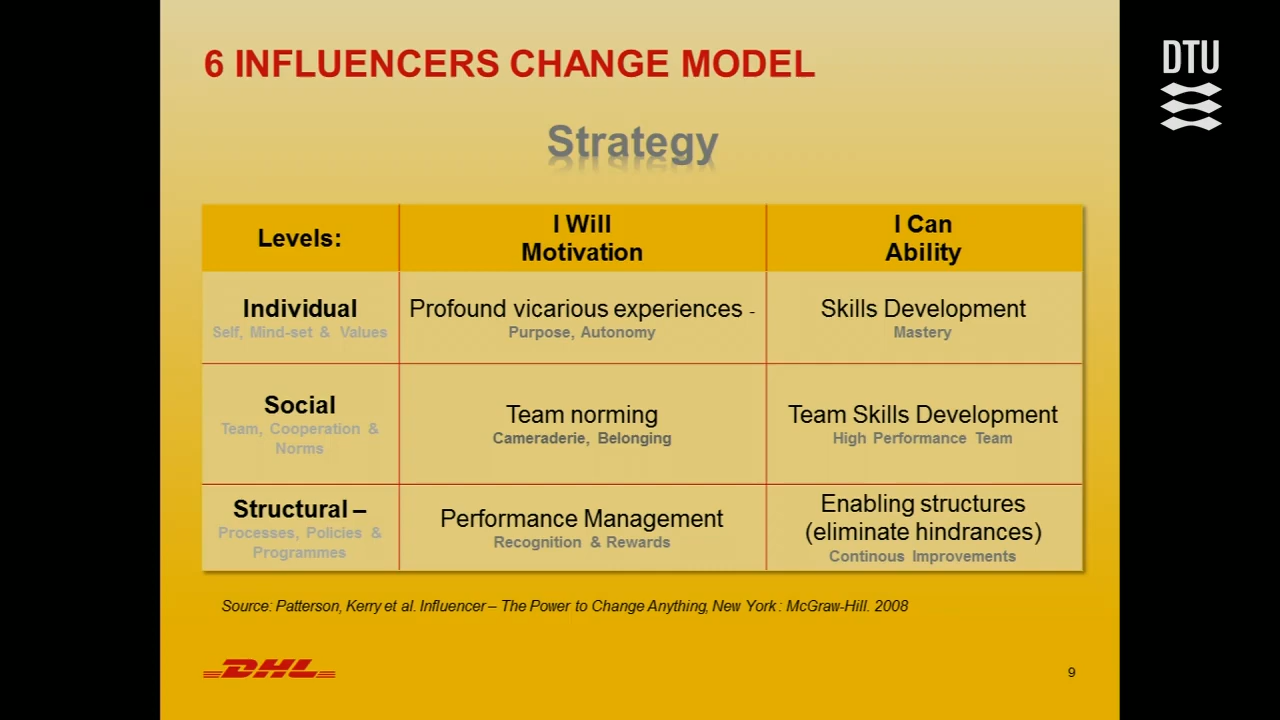 6 INFLUENCERS CHANGE MODEL
DTU
Strategy
Levels:
I Will
Motivation
I Can
Ability
Individual
Self, Mind-set & Values
Profound vicarious experiences -
Purpose, Autonomy
Skills Development
Mastery
Social
Team, Cooperation &
Norms
Team norming
Cameraderie, Belonging
Team Skills Development
High Performance Team
Structural –
Processes, Policies &
Programmes
Performance Management
Recognition & Rewards
Enabling structures
(eliminate hindrances)
Continous Improvements
Source: Patterson, Kerry et al. Influencer – The Power to Change Anything, New York : McGraw-Hill. 2008
DHL
9